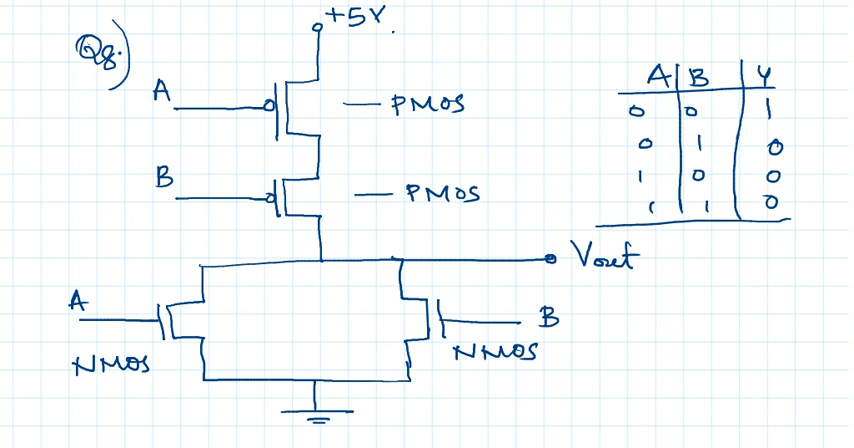 Q8.)
+5V.
A
PMOS
B
PMOS
A B Y
0 0 1
0 1 0
1 0 0
1 1 0
Vout
A
NMOS
B
NMOS